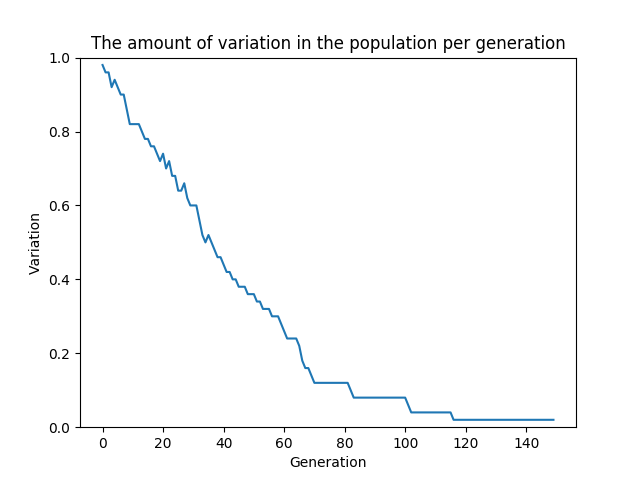 The amount of variation in the population per generation
1.0
0.8
0.6
0.4
0.2
0.0
Variation
0 20 40 60 80 100 120 140
Generation